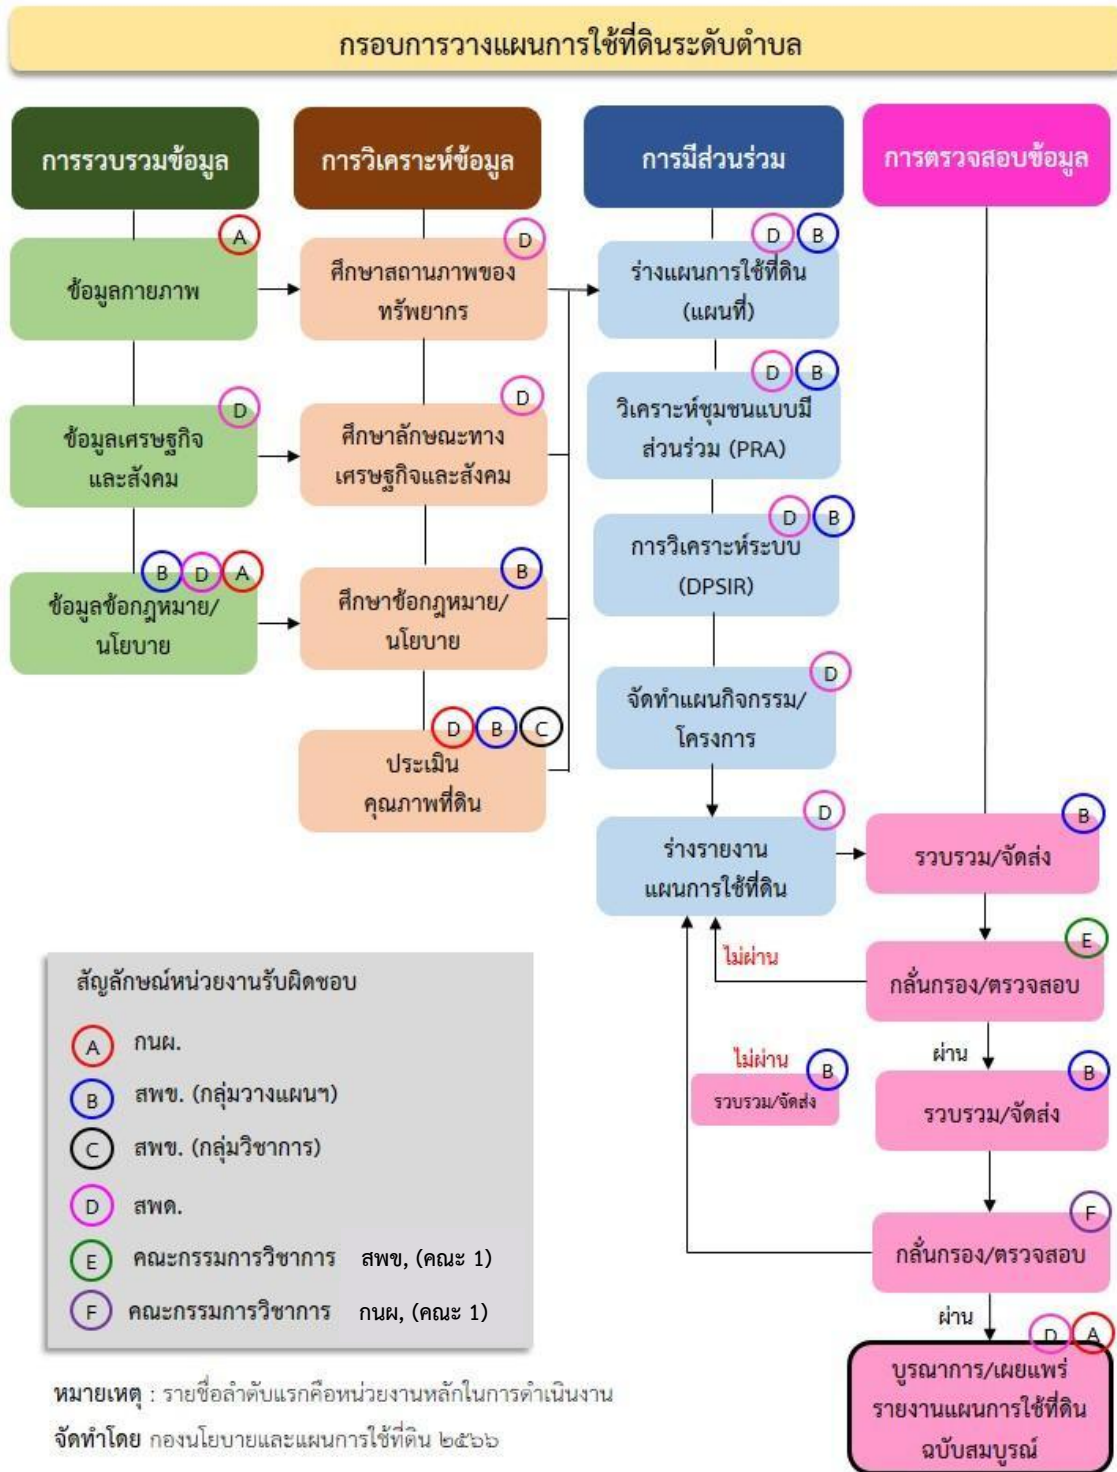 กรอบการวางแผนการใช้ที่ดินระดับตำบล
การรวบรวมข้อมูล
A
ข้อมูลกายภาพ
D
ข้อมูลเศรษฐกิจ
และสังคม
B D A
ข้อมูลข้อกฎหมาย/
นโยบาย
การวิเคราะห์ข้อมูล
D
ศึกษาสถานภาพของ
ทรัพยากร
D
ศึกษาลักษณะทาง
เศรษฐกิจและสังคม
B
ศึกษาข้อกฎหมาย/
นโยบาย
D B C
ประเมิน
คุณภาพที่ดิน
การมีส่วนร่วม
D B
ร่างแผนการใช้ที่ดิน
(แผนที่)
D B
วิเคราะห์ชุมชนแบบมี
ส่วนร่วม (PRA)
D B
การวิเคราะห์ระบบ
(DPSIR)
D
จัดทำแผนกิจกรรม/
โครงการ
D
ร่างรายงาน
แผนการใช้ที่ดิน
การตรวจสอบข้อมูล
B
รวบรวม/จัดส่ง
E
กลั่นกรอง/ตรวจสอบ
ไม่ผ่าน
ผ่าน
B
รวบรวม/จัดส่ง
ไม่ผ่าน
B
รวบรวม/จัดส่ง
F
กลั่นกรอง/ตรวจสอบ
ผ่าน
D A
บูรณาการ/เผยแพร่
รายงานแผนการใช้ที่ดิน
ฉบับสมบูรณ์
สัญลักษณ์หน่วยงานรับผิดชอบ
A กนผ.
B สพข. (กลุ่มวางแผนฯ)
C สพข. (กลุ่มวิชาการ)
D สพด.
E คณะกรรมการวิชาการ สพข, (คณะ 1)
F คณะกรรมการวิชาการ กนผ, (คณะ 1)
หมายเหตุ : รายชื่อลำดับแรกคือหน่วยงานหลักในการดำเนินงาน
จัดทำโดย กองนโยบายและแผนการใช้ที่ดิน ๒๕๖๖